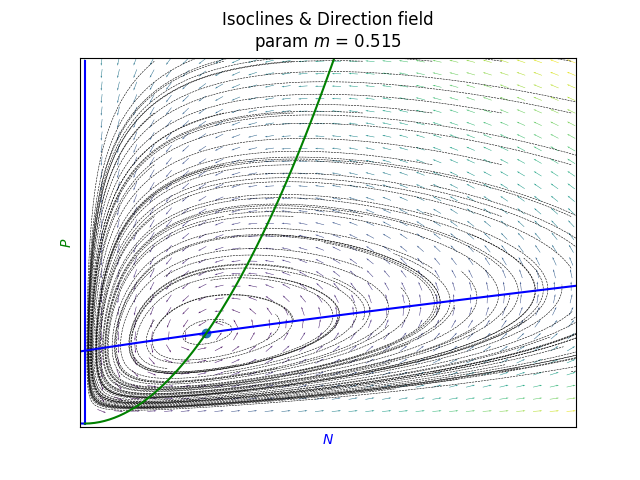 Isoclines & Direction field
param m = 0.515
P
N